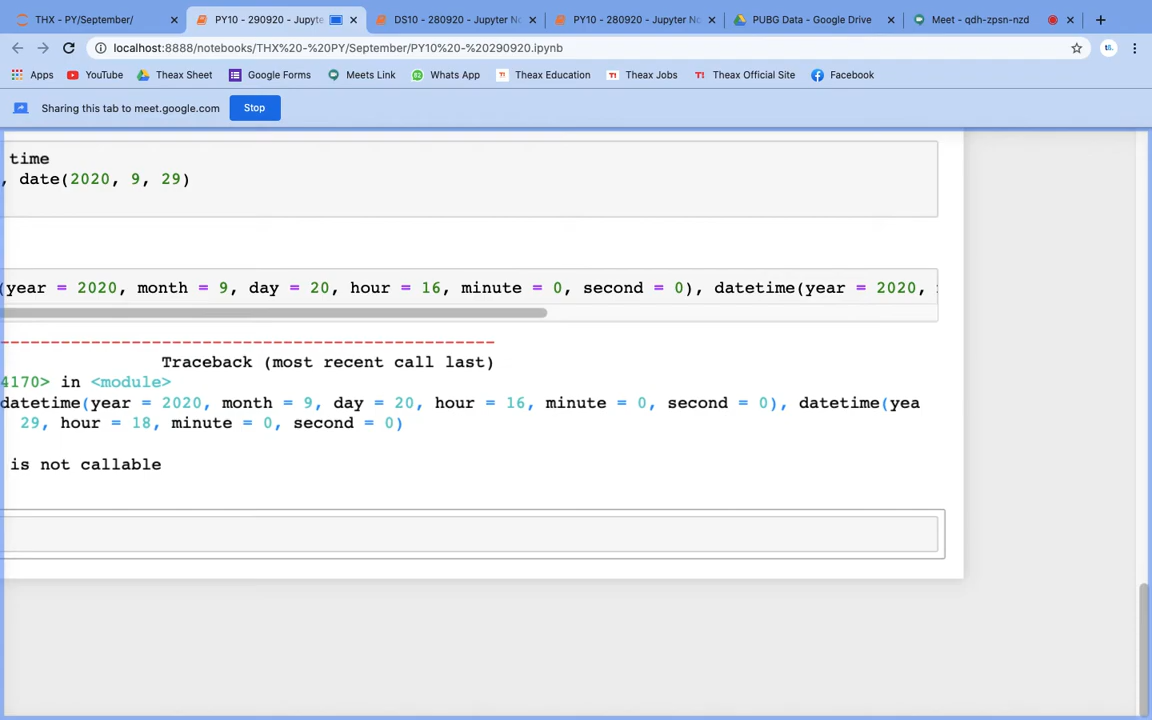 THX - PY/September/
PY10 - 290920 - Jupyte
DS10 - 280920 - Jupyter No
PY10 - 280920 - Jupyter No
PUBG Data - Google Drive
Meet - qdh-zpsn-nzd
localhost:8888/notebooks/THX%20-%20PY/September/PY10%20-%20290920.ipynb
Apps
YouTube
Theax Sheet
Google Forms
Meets Link
Whats App
Theax Education
Theax Jobs
Theax Official Site
Facebook
Sharing this tab to meet.google.com
Stop
time
, date(2020, 9, 29)
(year = 2020, month = 9, day = 20, hour = 16, minute = 0, second = 0), datetime(year = 2020,
--------------------------------------------------
Traceback (most recent call last)
4170> in <module>
datetime(year = 2020, month = 9, day = 20, hour = 16, minute = 0, second = 0), datetime(yea
29, hour = 18, minute = 0, second = 0)
is not callable